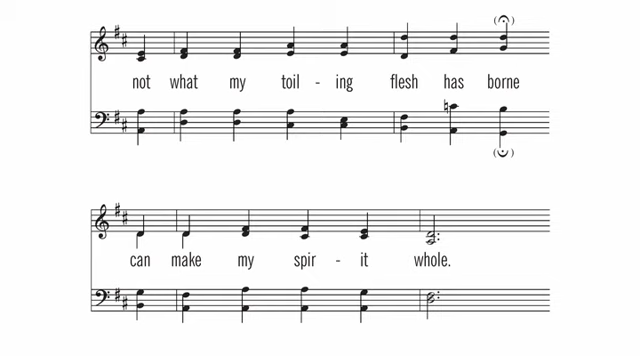 not what my toil - ing flesh has borne
can make my spir - it whole.